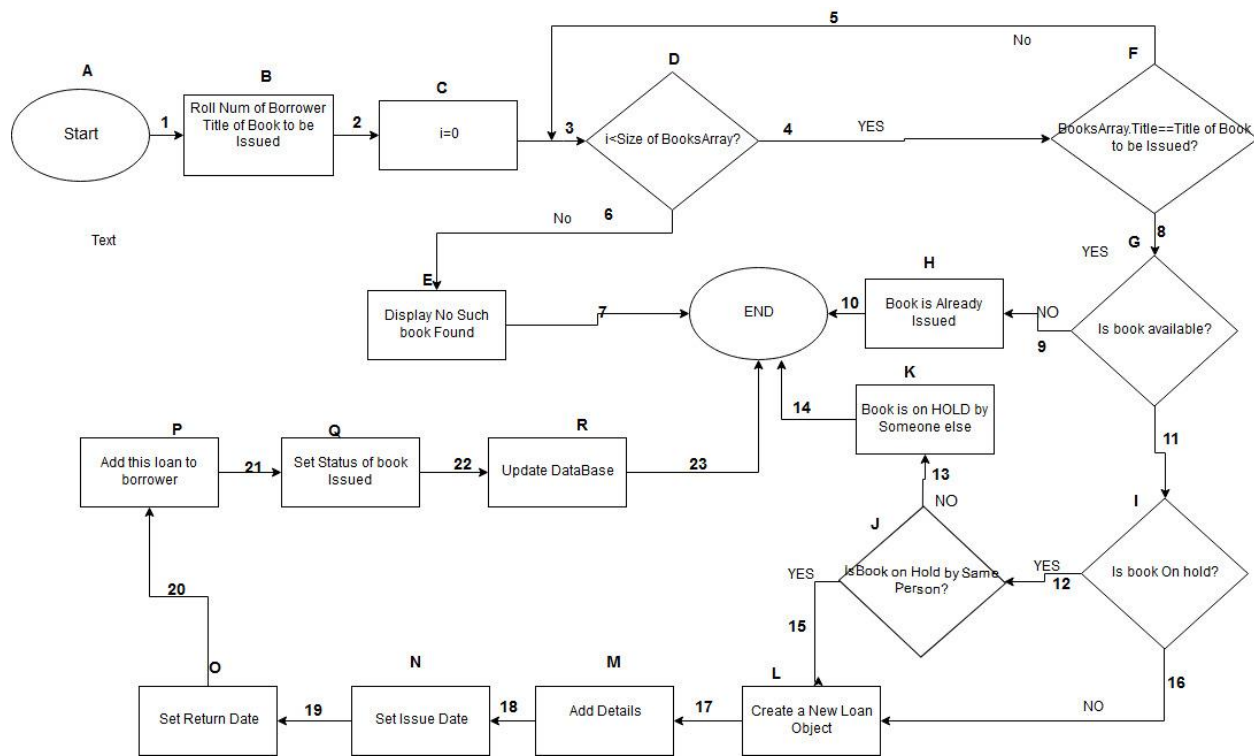 5
No
A
B
C
D
F
Start
1
Roll Num of Borrower
Title of Book to be
Issued
2
i=0
3
i<Size of BooksArray?
4
YES
BooksArray.Title==Title of Book
to be Issued?
No
6
8
Text
YES
G
E
H
Display No Such
book Found
7
END
10
Book is Already
Issued
NO
9
Is book available?
K
14
Book is on HOLD by
Someone else
11
P
Q
R
Add this loan to
borrower
21
Set Status of book
Issued
22
Update DataBase
23
13
NO
J
I
YES
IsBook on Hold by Same
Person?
YES
12
Is book On hold?
20
15
O
N
M
L
16
Set Return Date
19
Set Issue Date
18
Add Details
17
Create a New Loan
Object
NO